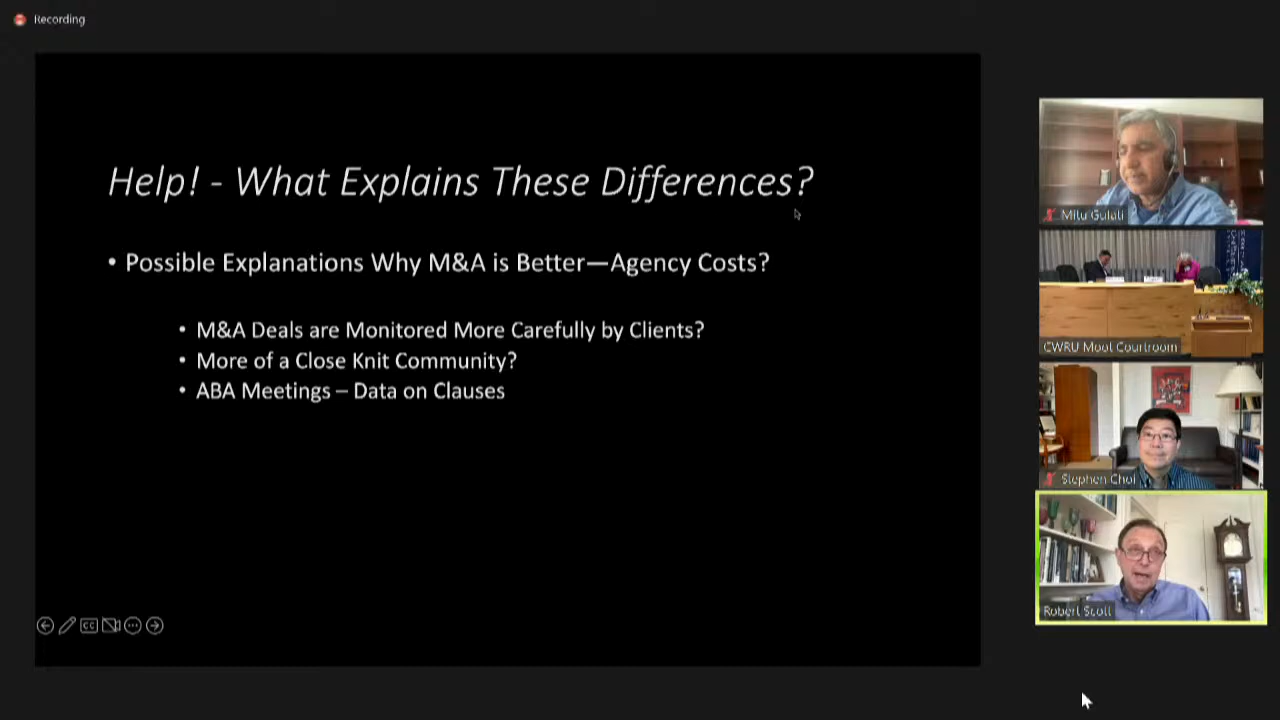 Recording
Help! - What Explains These Differences?
• Possible Explanations Why M&A is Better—Agency Costs?
• M&A Deals are Monitored More Carefully by Clients?
• More of a Close Knit Community?
• ABA Meetings – Data on Clauses
CC
Mitu Gulati
CWRU Moot Courtroom
Stephen Choi
Robert Scott